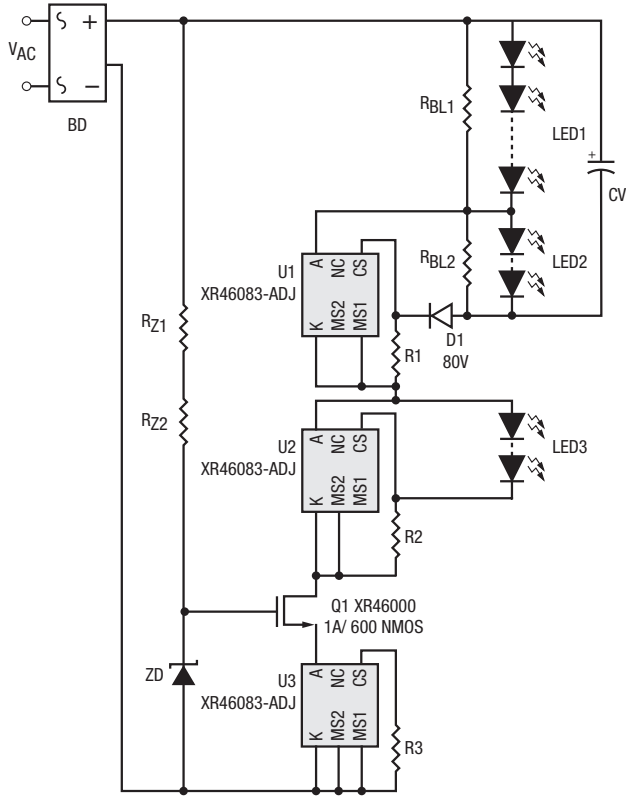 +
VAC
−
BD
RBL1
LED1
+
CV
A
NC
CS
U1
XR46083-ADJ
K
MS2
MS1
RBL2
LED2
D1
80V
R1
RZ1
RZ2
A
NC
CS
U2
XR46083-ADJ
K
MS2
MS1
LED3
R2
Q1 XR46000
1A/ 600 NMOS
ZD
A
NC
CS
U3
XR46083-ADJ
K
MS2
MS1
R3